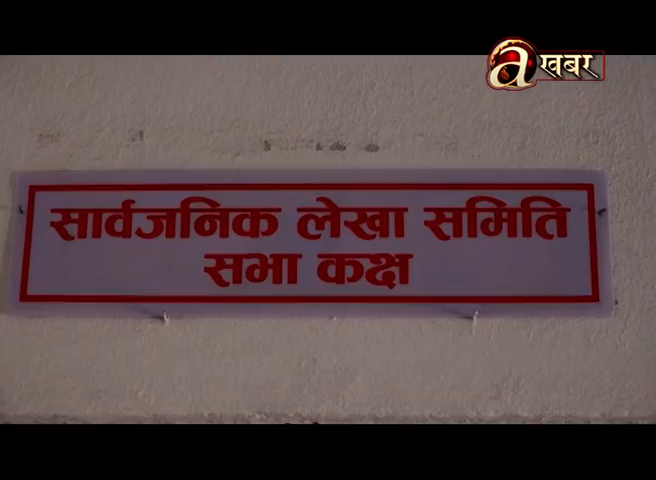 a खबर
सार्वजनिक लेखा समिति
सभा कक्ष